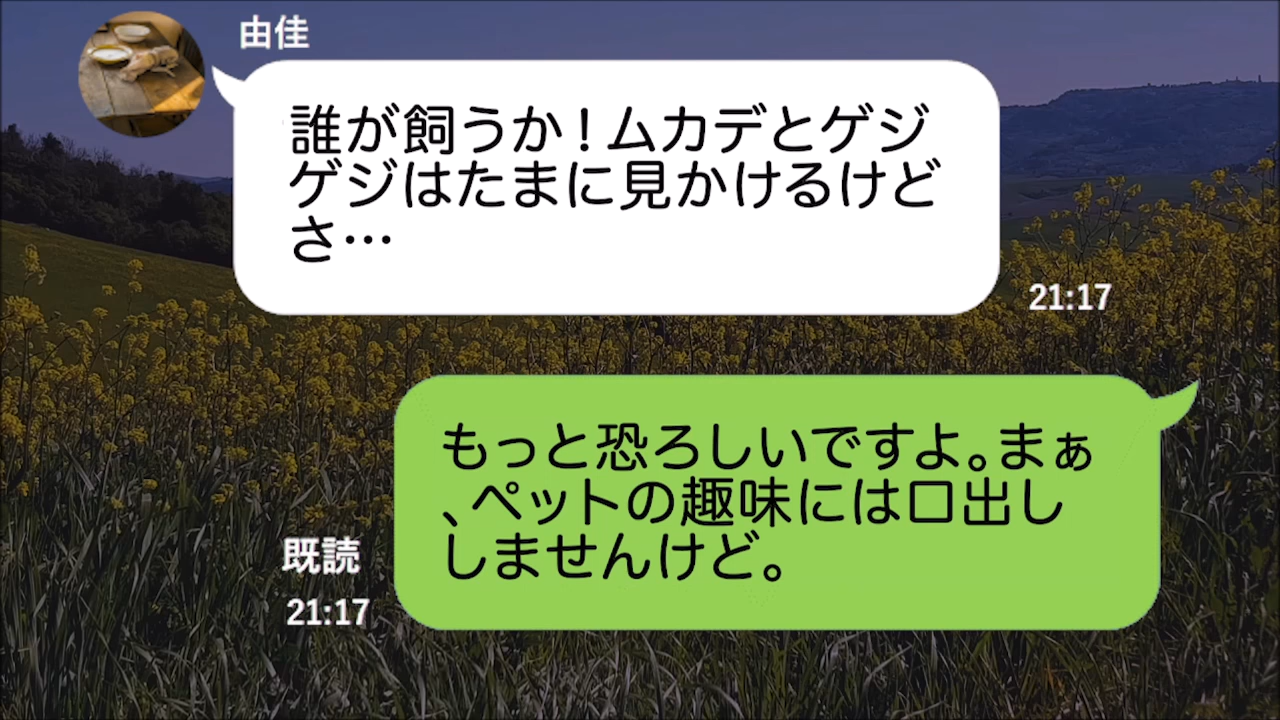 由佳
誰が飼うか！ムカデとゲジ
ゲジはたまに見かけるけど
さ…
21:17
もっと恐ろしいですよ。まぁ
、ペットの趣味には口出し
しませんけど。
既読
21:17